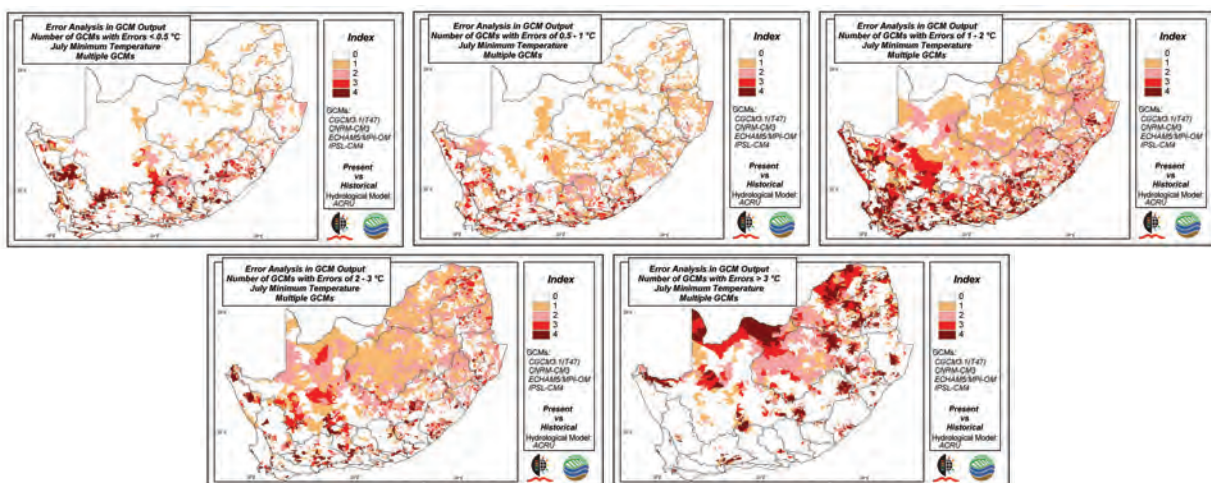 Error Analysis in GCM Output
Number of GCMs with Errors < 0.5 °C
July Minimum Temperature
Multiple GCMs
Index
0
1
2
3
4
GCMs:
CGCM3.1(T47)
CNRM-CM3
ECHAM5/MPI-OM
IPSL-CM4
Present
vs
Historical
Hydrological Model:
ACRU
Error Analysis in GCM Output
Number of GCMs with Errors of 0.5 - 1 °C
July Minimum Temperature
Multiple GCMs
Index
0
1
2
3
4
GCMs:
CGCM3.1(T47)
CNRM-CM3
ECHAM5/MPI-OM
IPSL-CM4
Present
vs
Historical
Hydrological Model:
ACRU
Error Analysis in GCM Output
Number of GCMs with Errors of 1 - 2 °C
July Minimum Temperature
Multiple GCMs
Index
0
1
2
3
4
GCMs:
CGCM3.1(T47)
CNRM-CM3
ECHAM5/MPI-OM
IPSL-CM4
Present
vs
Historical
Hydrological Model:
ACRU
Error Analysis in GCM Output
Number of GCMs with Errors of 2 - 3 °C
July Minimum Temperature
Multiple GCMs
Index
0
1
2
3
4
GCMs:
CGCM3.1(T47)
CNRM-CM3
ECHAM5/MPI-OM
IPSL-CM4
Present
vs
Historical
Hydrological Model:
ACRU
Error Analysis in GCM Output
Number of GCMs with Errors > 3 °C
July Minimum Temperature
Multiple GCMs
Index
0
1
2
3
4
GCMs:
CGCM3.1(T47)
CNRM-CM3
ECHAM5/MPI-OM
IPSL-CM4
Present
vs
Historical
Hydrological Model:
ACRU